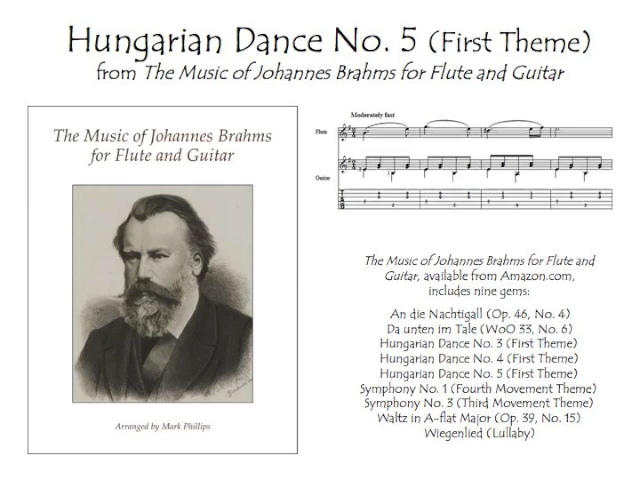 Hungarian Dance No. 5 (First Theme)
from The Music of Johannes Brahms for Flute and Guitar
The Music of Johannes Brahms
for Flute and Guitar
Arranged by Mark Phillips
Moderately fast
Flute
Guitar
The Music of Johannes Brahms for Flute and
Guitar, available from Amazon.com,
includes nine gems:
An die Nachtigall (Op. 46, No. 4)
Da unten im Tale (WoO 33, No. 6)
Hungarian Dance No. 3 (First Theme)
Hungarian Dance No. 4 (First Theme)
Hungarian Dance No. 5 (First Theme)
Symphony No. 1 (Fourth Movement Theme)
Symphony No. 3 (Third Movement Theme)
Waltz in A-flat Major (Op. 39, No. 15)
Wiegenlied (Lullaby)